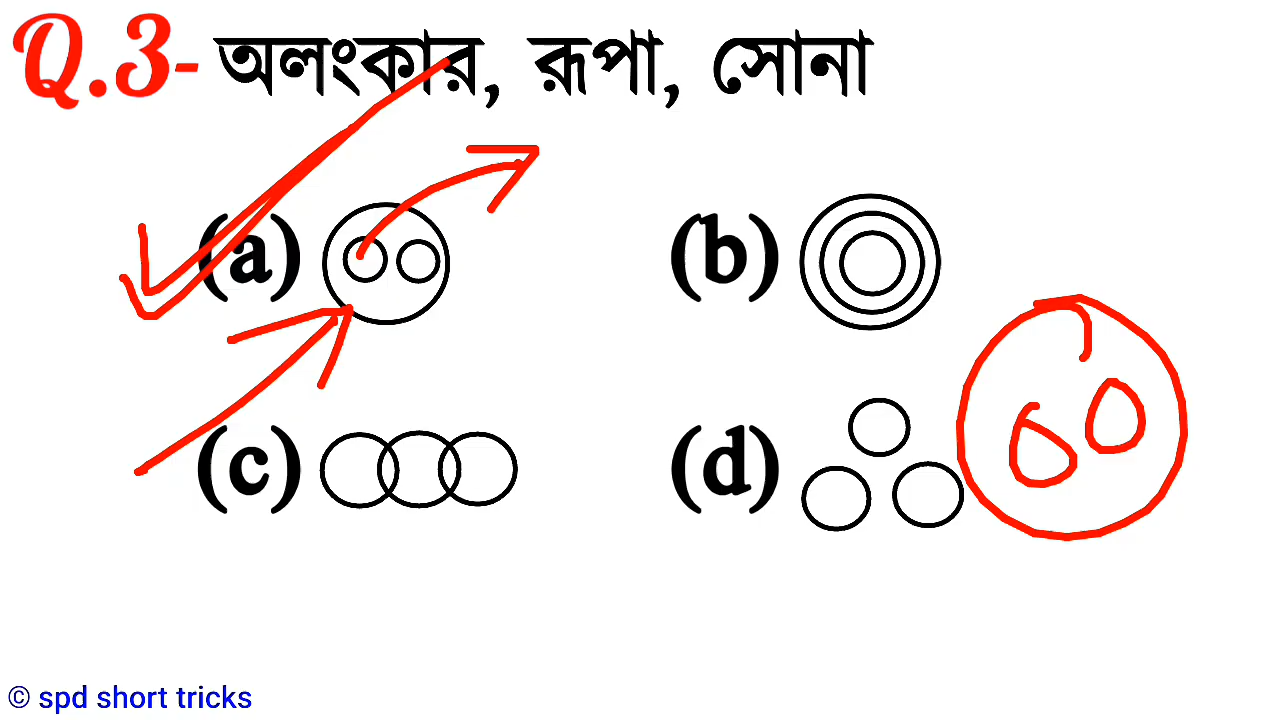 Q.3- অলংকার, রূপা, সোনা
(a) (b)
(c) (d)
© spd short tricks